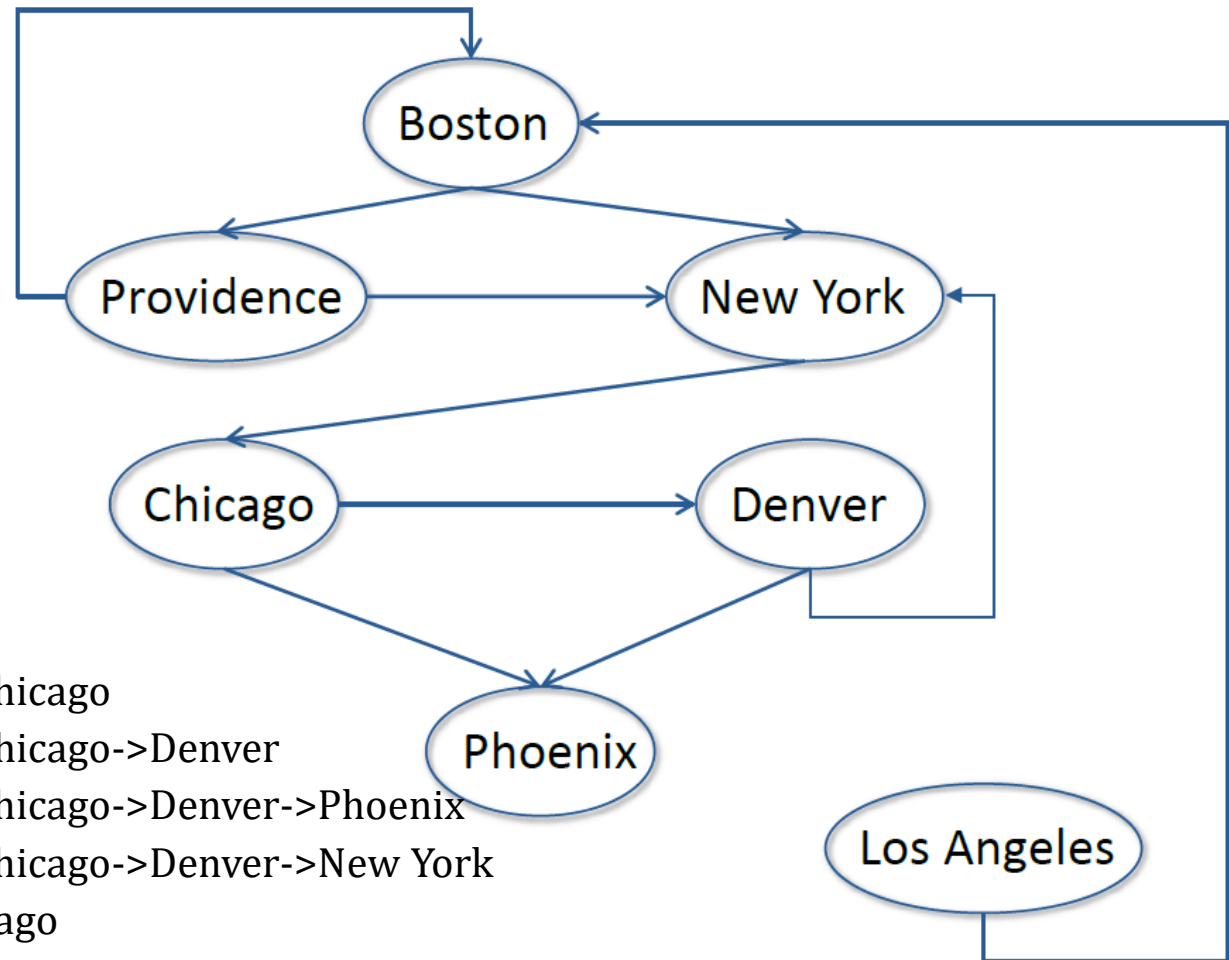 Boston
Providence
New York
Chicago
Denver
hicago
hicago->Denver
Phoenix
hicago->Denver->Phoenix
hicago->Denver->New York
Los Angeles
ago